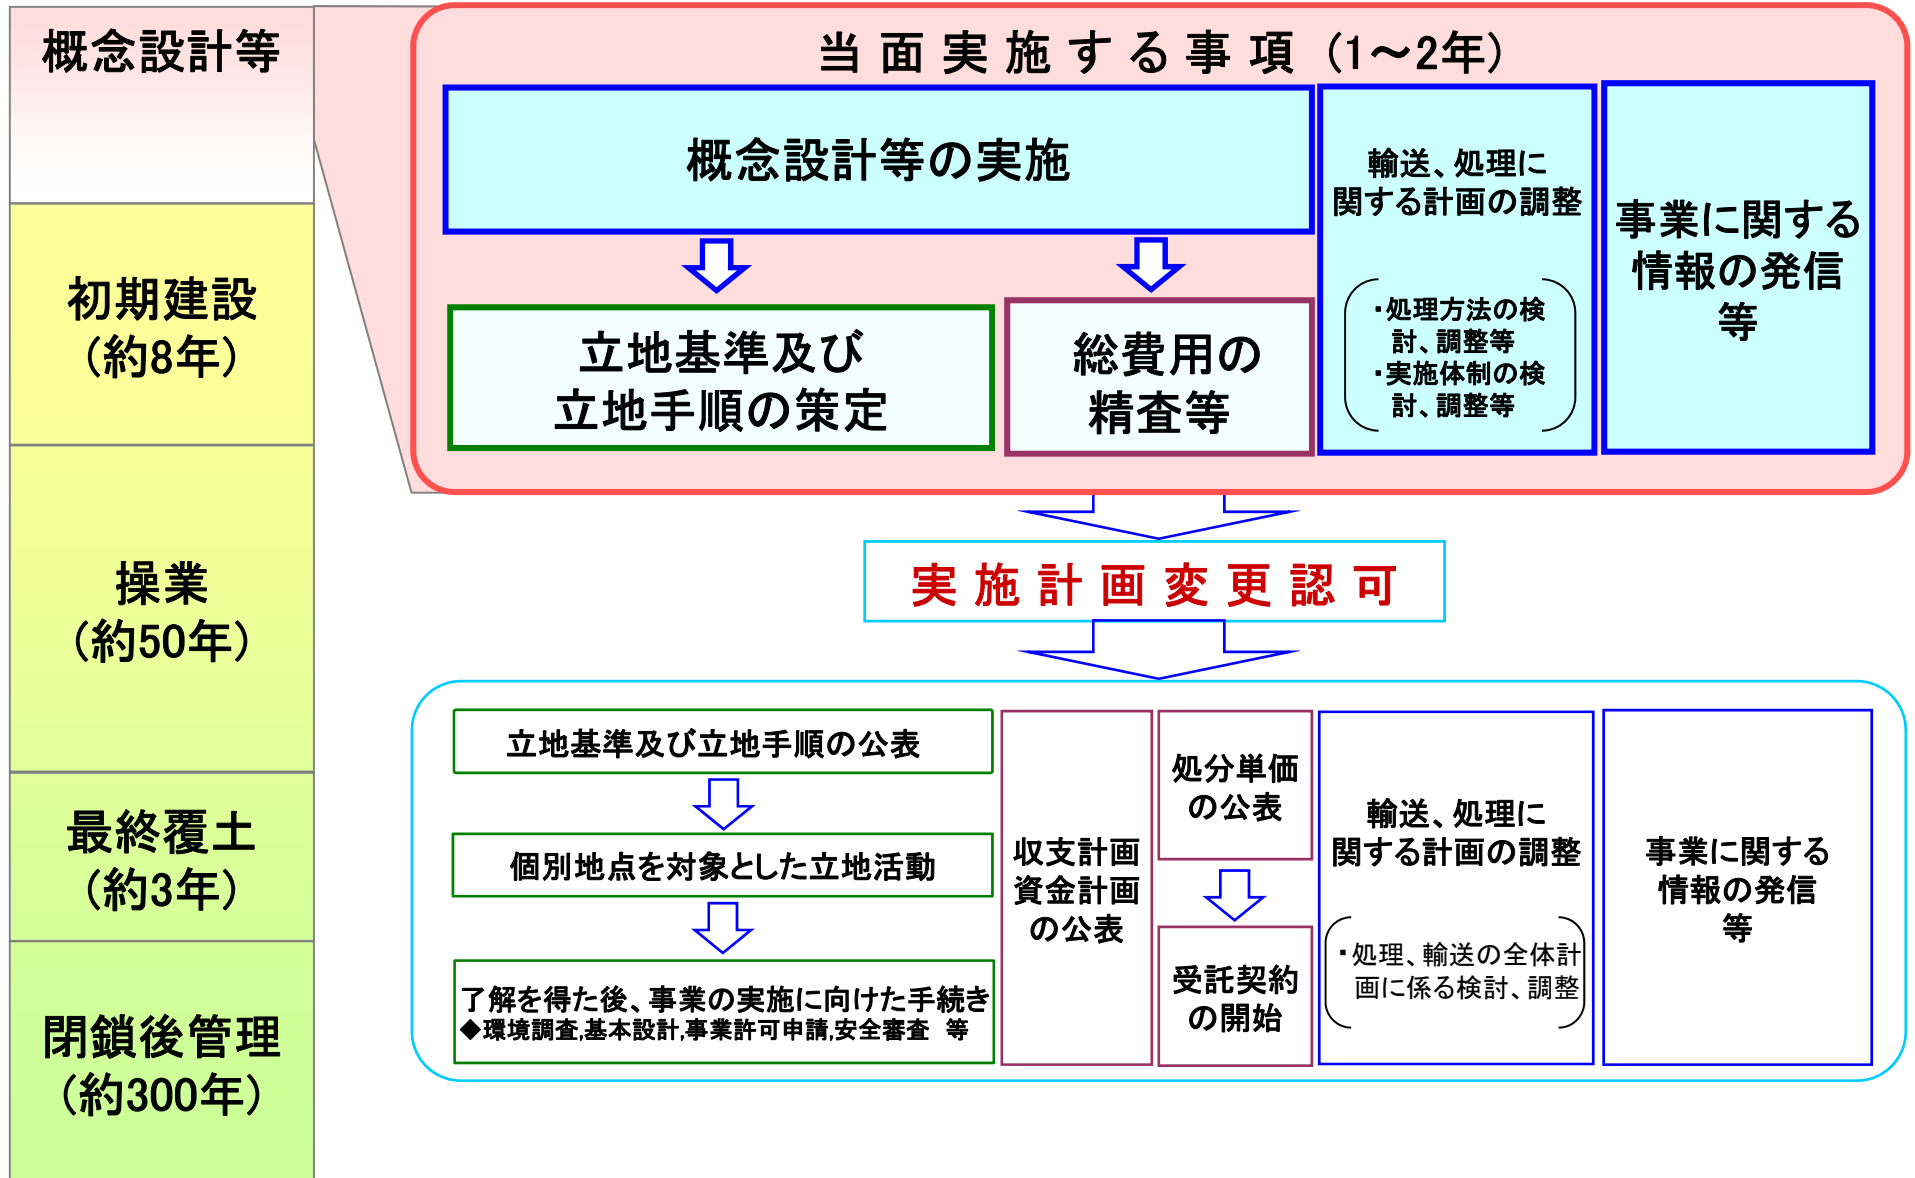 概念設計等
初期建設
(約8年)
操業
(約50年)
最終覆土
(約3年)
閉鎖後管理
(約300年)
当面実施する事項(1～2年)
概念設計等の実施
立地基準及び
立地手順の策定
総費用の
精査等
輸送、処理に
関する計画の調整
・処理方法の検
討、調整等
・実施体制の検
討、調整等
事業に関する
情報の発信
等
実施計画変更認可
立地基準及び立地手順の公表
個別地点を対象とした立地活動
了解を得た後、事業の実施に向けた手続き
◆環境調査,基本設計,事業許可申請,安全審査 等
収支計画
資金計画
の公表
処分単価
の公表
受託契約
の開始
輸送、処理に
関する計画の調整
・処理、輸送の全体計
画に係る検討、調整
事業に関する
情報の発信
等